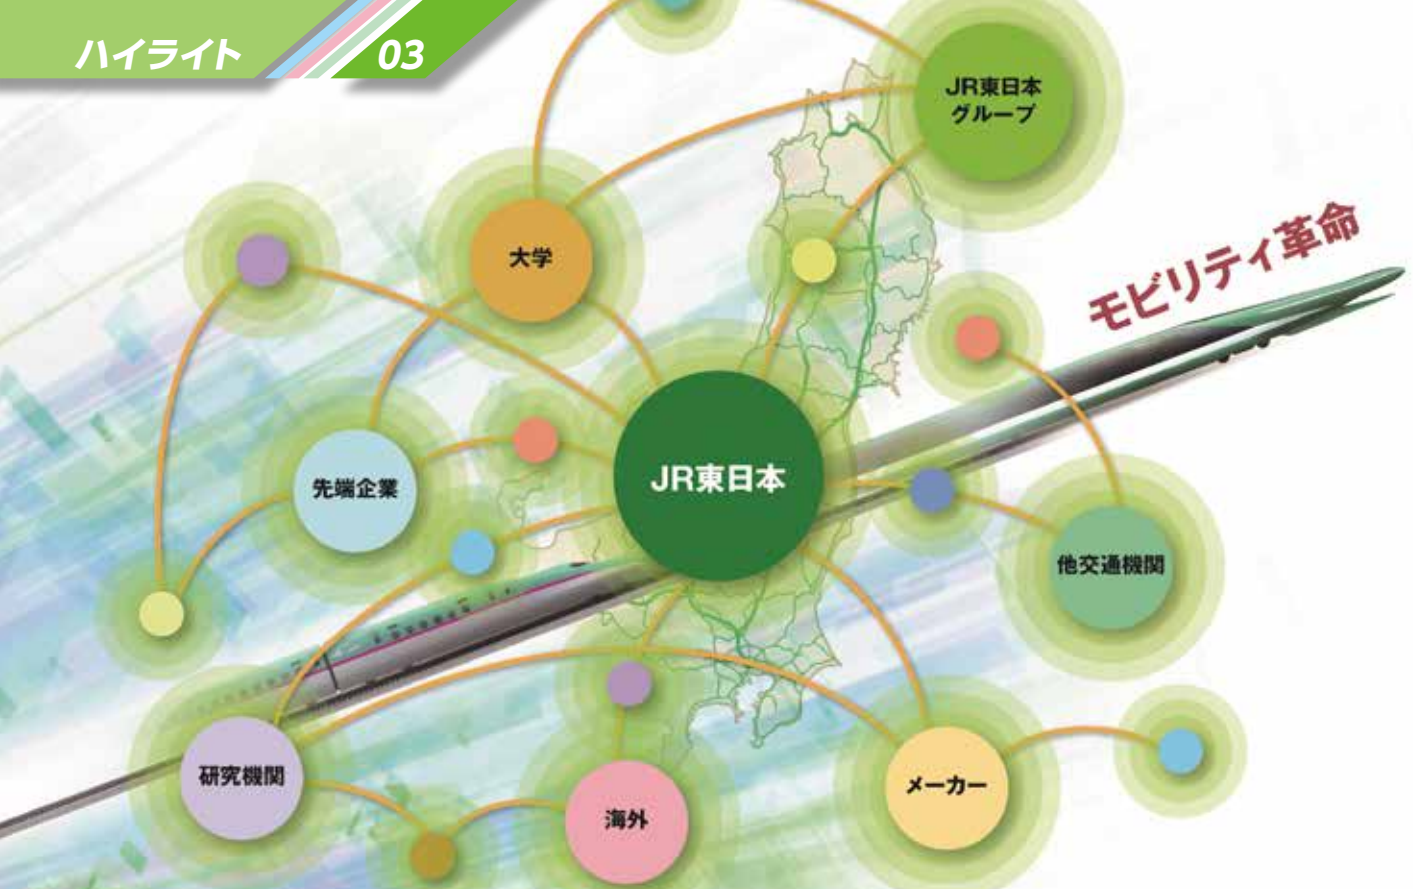 ハイライト 03
JR東日本
グループ
大学
モビリティ革命
JR東日本
先端企業
他交通機関
研究機関
海外
メーカー